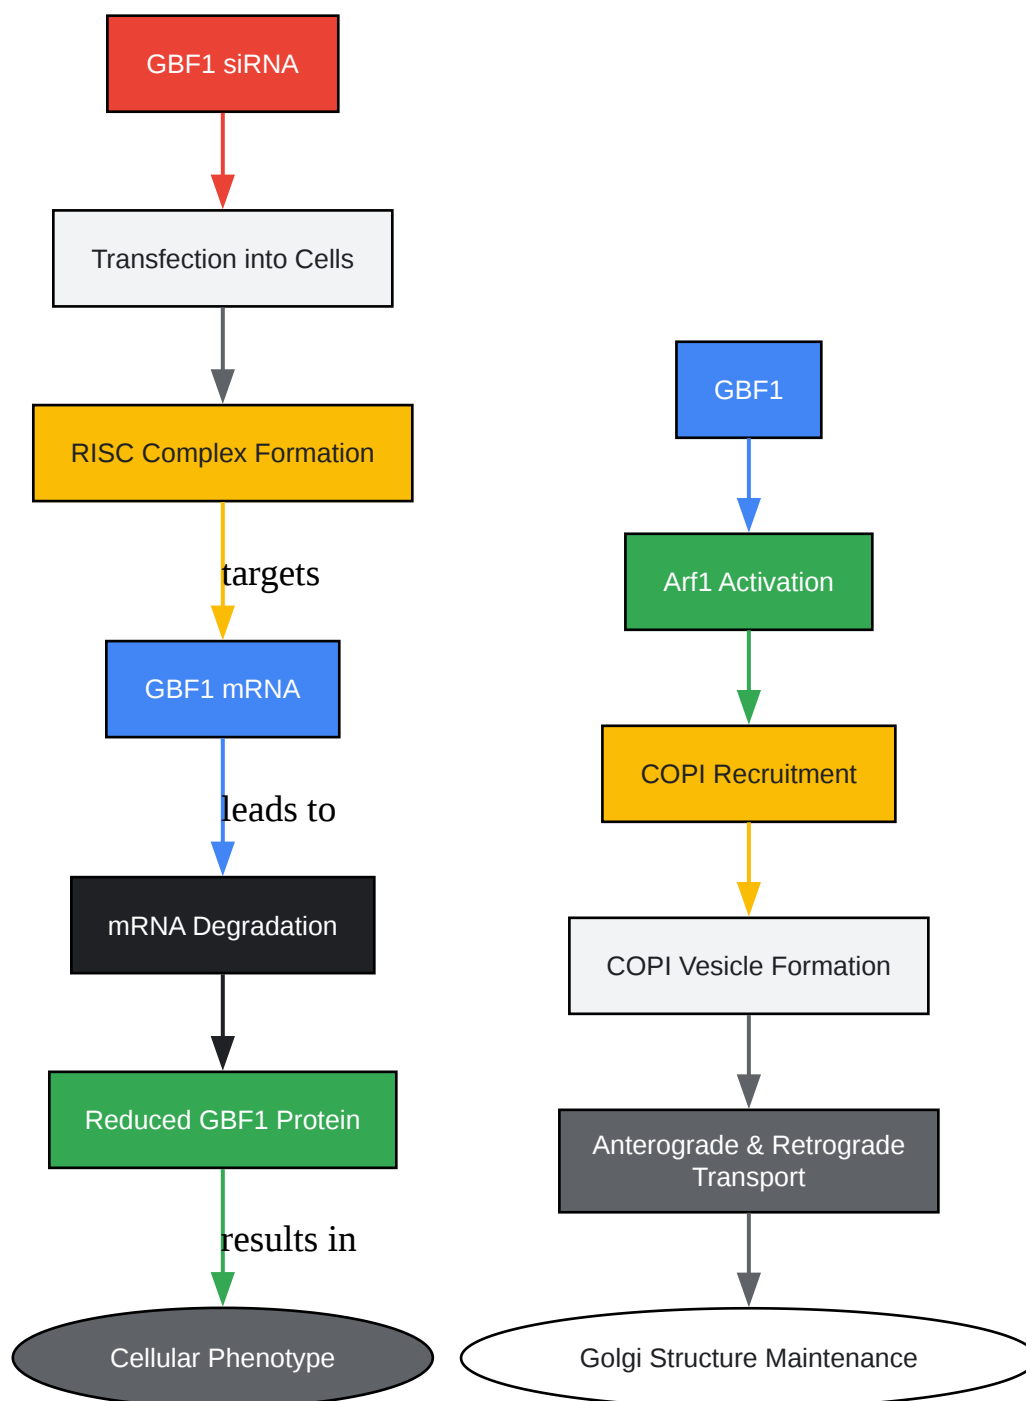 GBF1 siRNA
Transfection into Cells
RISC Complex Formation
targets
GBF1 mRNA
leads to
mRNA Degradation
Reduced GBF1 Protein
results in
Cellular Phenotype
GBF1
Arf1 Activation
COPI Recruitment
COPI Vesicle Formation
Anterograde & Retrograde
Transport
Golgi Structure Maintenance